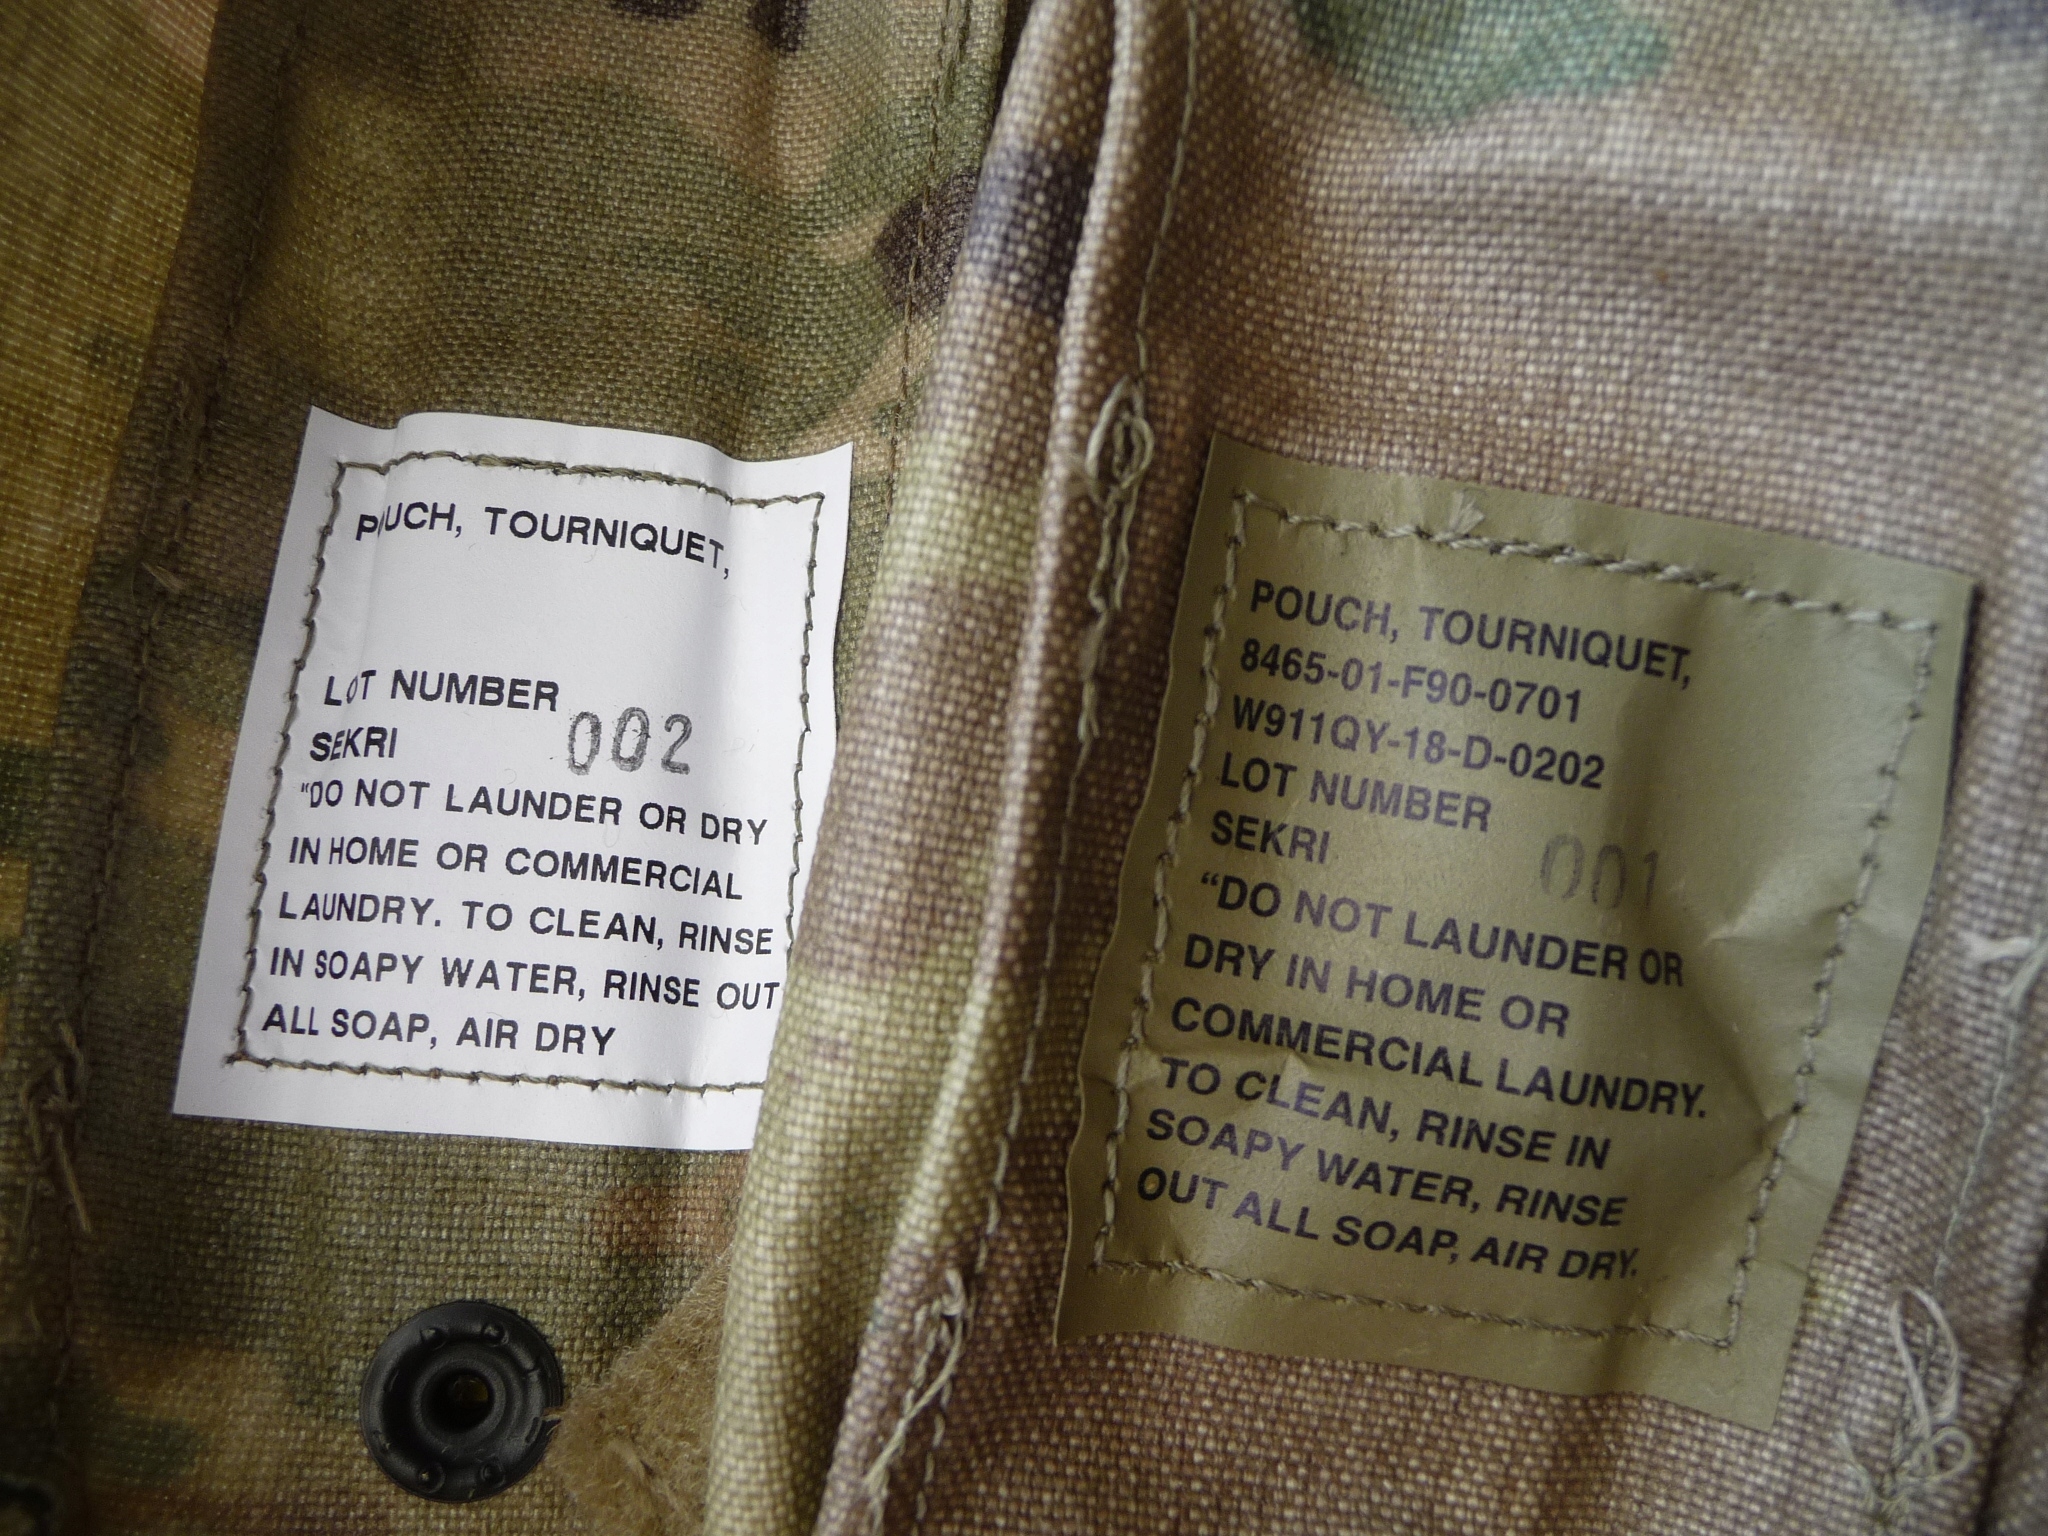 POUCH, TOURNIQUET,
LOT NUMBER
SEKRI 002
"DO NOT LAUNDER OR DRY
IN HOME OR COMMERCIAL
LAUNDRY. TO CLEAN, RINSE
IN SOAPY WATER, RINSE OUT
ALL SOAP, AIR DRY
POUCH, TOURNIQUET,
8465-01-F90-0701
W911QY-18-D-0202
LOT NUMBER
SEKRI 001
"DO NOT LAUNDER OR
DRY IN HOME OR
COMMERCIAL LAUNDRY.
TO CLEAN, RINSE IN
SOAPY WATER, RINSE
OUT ALL SOAP, AIR DRY.